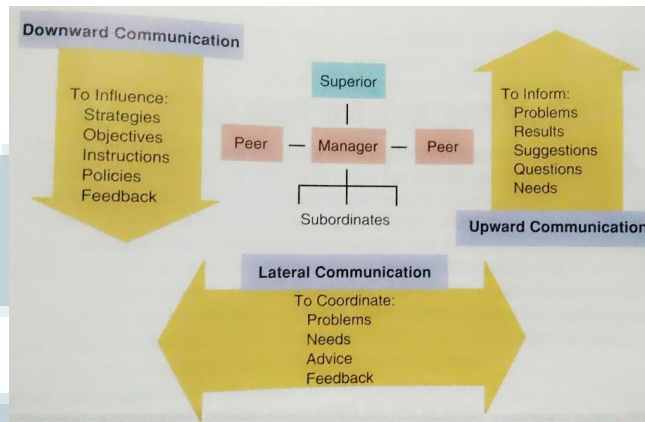 Downward Communication
To Influence:
Strategies
Objectives
Instructions
Policies
Feedback
Superior
Peer
Manager
Peer
Subordinates
To Inform:
Problems
Results
Suggestions
Questions
Needs
Upward Communication
Lateral Communication
To Coordinate:
Problems
Needs
Advice
Feedback